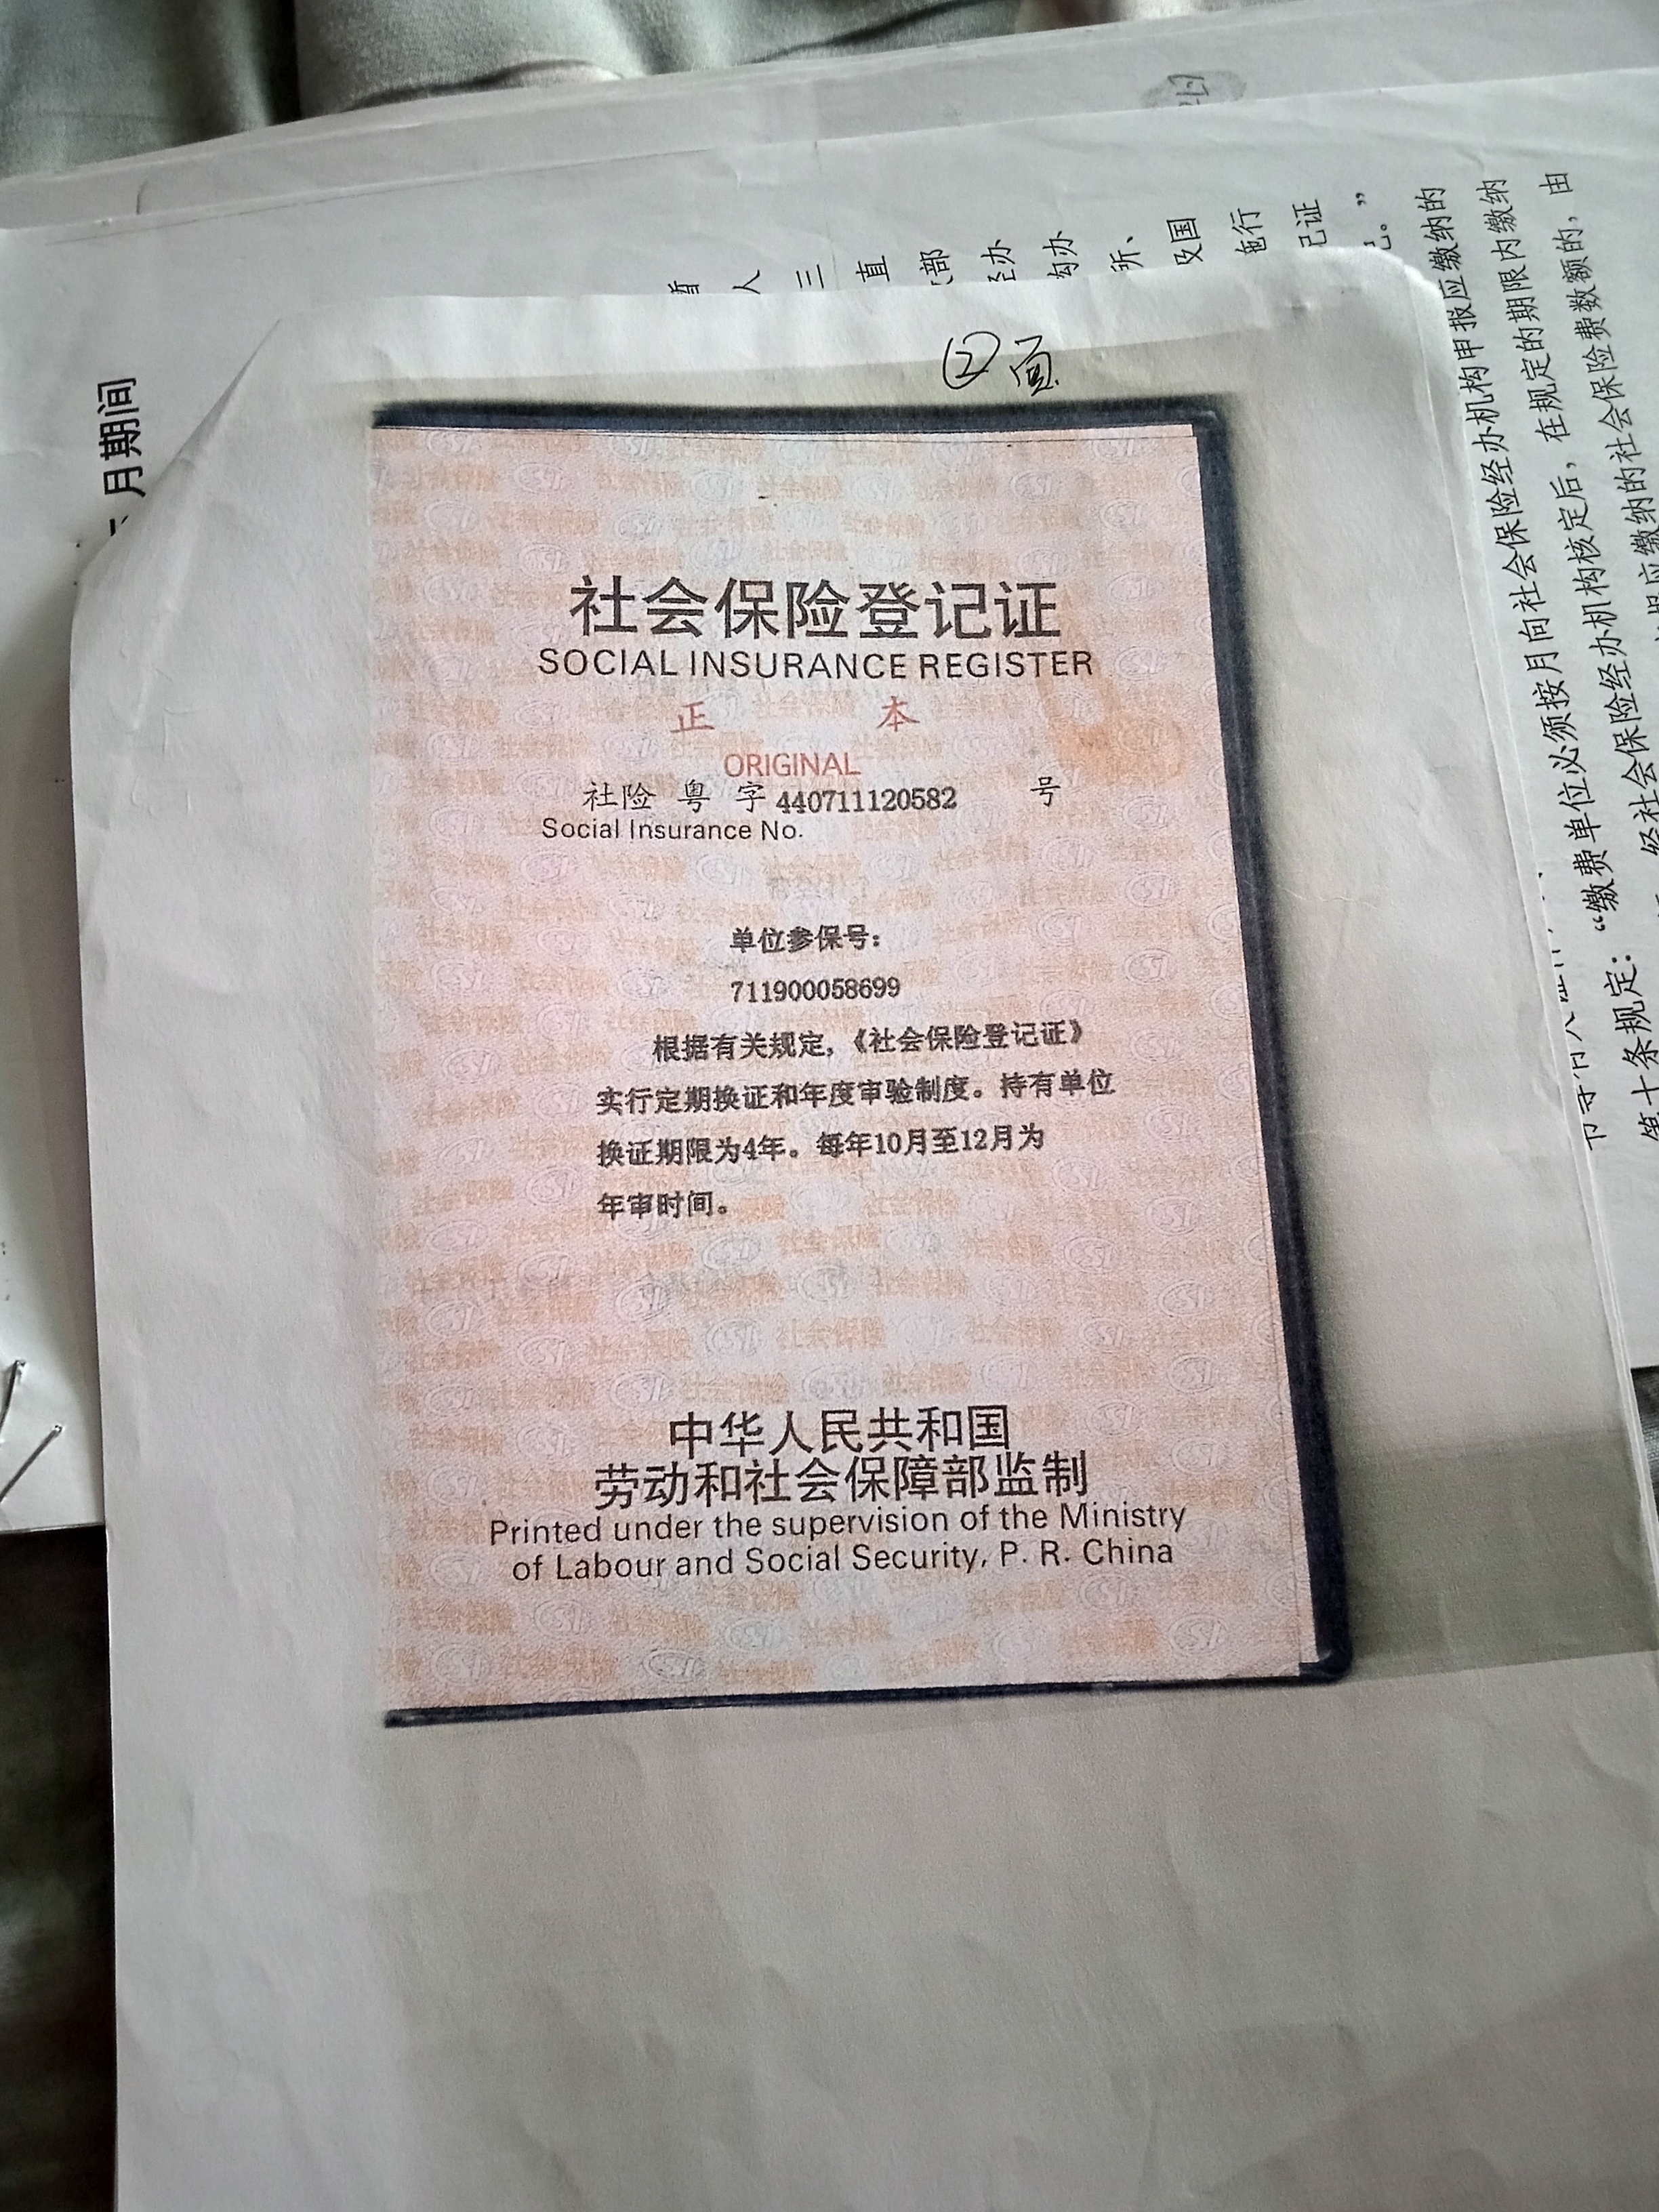 ②页
社会保险登记证
SOCIAL INSURANCE REGISTER
正 本
ORIGINAL
社险 粤 字 440711120582 号
Social Insurance No.
单位参保号:
711900058699
根据有关规定,《社会保险登记证》
实行定期换证和年度审验制度。持有单位
换证期限为4年。每年10月至12月为
年审时间。
中华人民共和国
劳动和社会保障部监制
Printed under the supervision of the Ministry
of Labour and Social Security, P. R. China
月期间
第十条规定:“缴费单位必须按月向社会保险经办机构申报应缴纳的
经社会保险经办机构核定后,在规定的期限内缴纳
应缴纳的社会保险费数额的,由